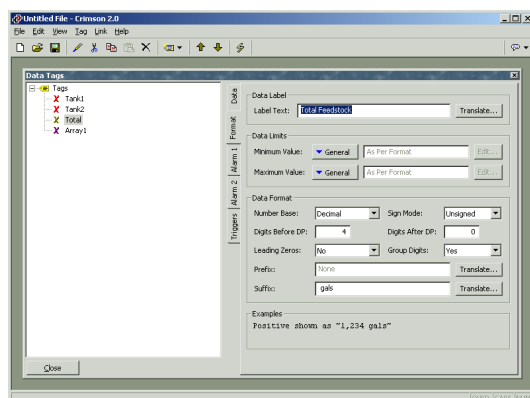 Untitled File - Crimson 2.0
File Edit View Tag Link Help
Data Tags
Tags
Tank1
Tank2
Total
Array1
Data
Format
Alarm 1
Alarm 2
Triggers
Data Label
Label Text: Total Feedstock Translate...
Data Limits
Minimum Value: General As Per Format Edit...
Maximum Value: General As Per Format Edit...
Data Format
Number Base: Decimal Sign Mode: Unsigned
Digits Before DP: 4 Digits After DP: 0
Leading Zeros: No Group Digits: Yes
Prefix: None Translate...
Suffix: gals Translate...
Examples
Positive shown as "1,234 gals"
Close